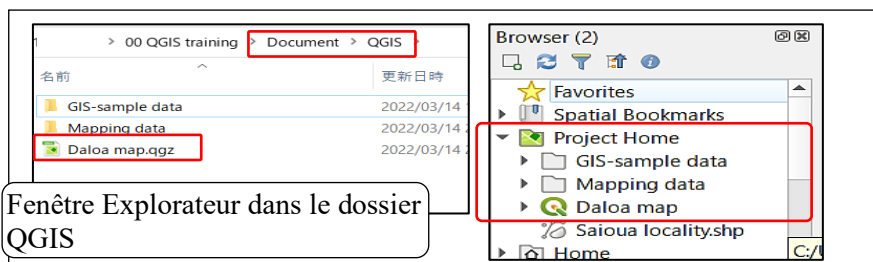 > 00 QGIS training > Document > QGIS >
名前 更新日時
GIS-sample data 2022/03/14
Mapping data 2022/03/14
Daloa map.qgz 2022/03/14
Fenêtre Explorateur dans le dossier
QGIS
Browser (2)
Favorites
Spatial Bookmarks
Project Home
GIS-sample data
Mapping data
Daloa map
Saioua locality.shp
Home